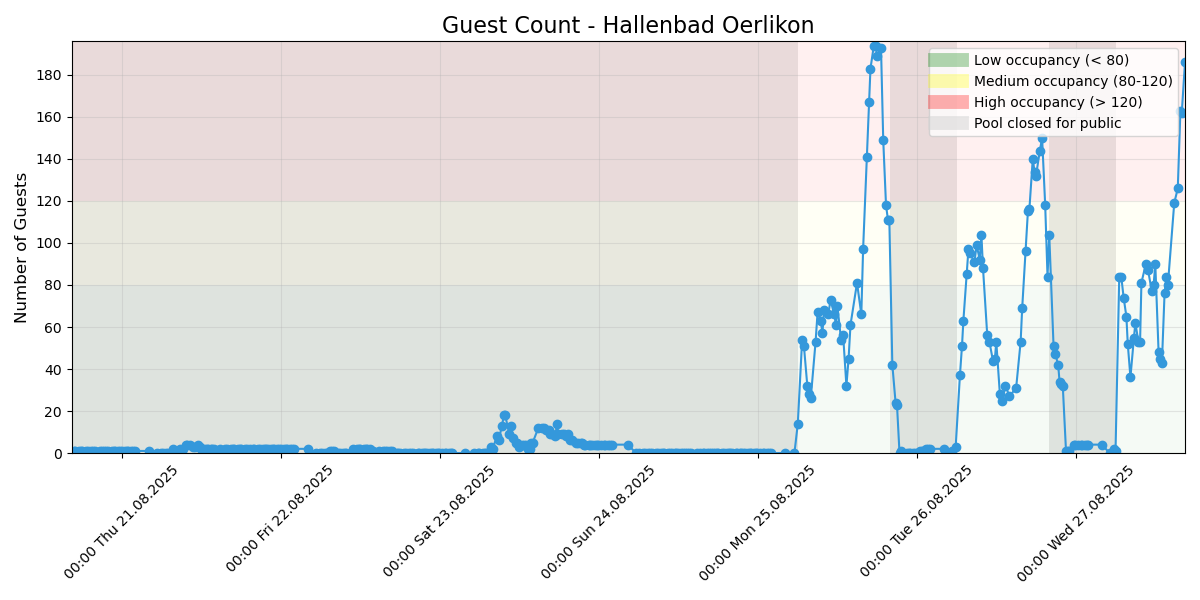 Guest Count - Hallenbad Oerlikon
Low occupancy (< 80)
Medium occupancy (80-120)
High occupancy (> 120)
Pool closed for public
Number of Guests
180
160
140
120
100
80
60
40
20
0
00:00 Thu 21.08.2025
00:00 Fri 22.08.2025
00:00 Sat 23.08.2025
00:00 Sun 24.08.2025
00:00 Mon 25.08.2025
00:00 Tue 26.08.2025
00:00 Wed 27.08.2025